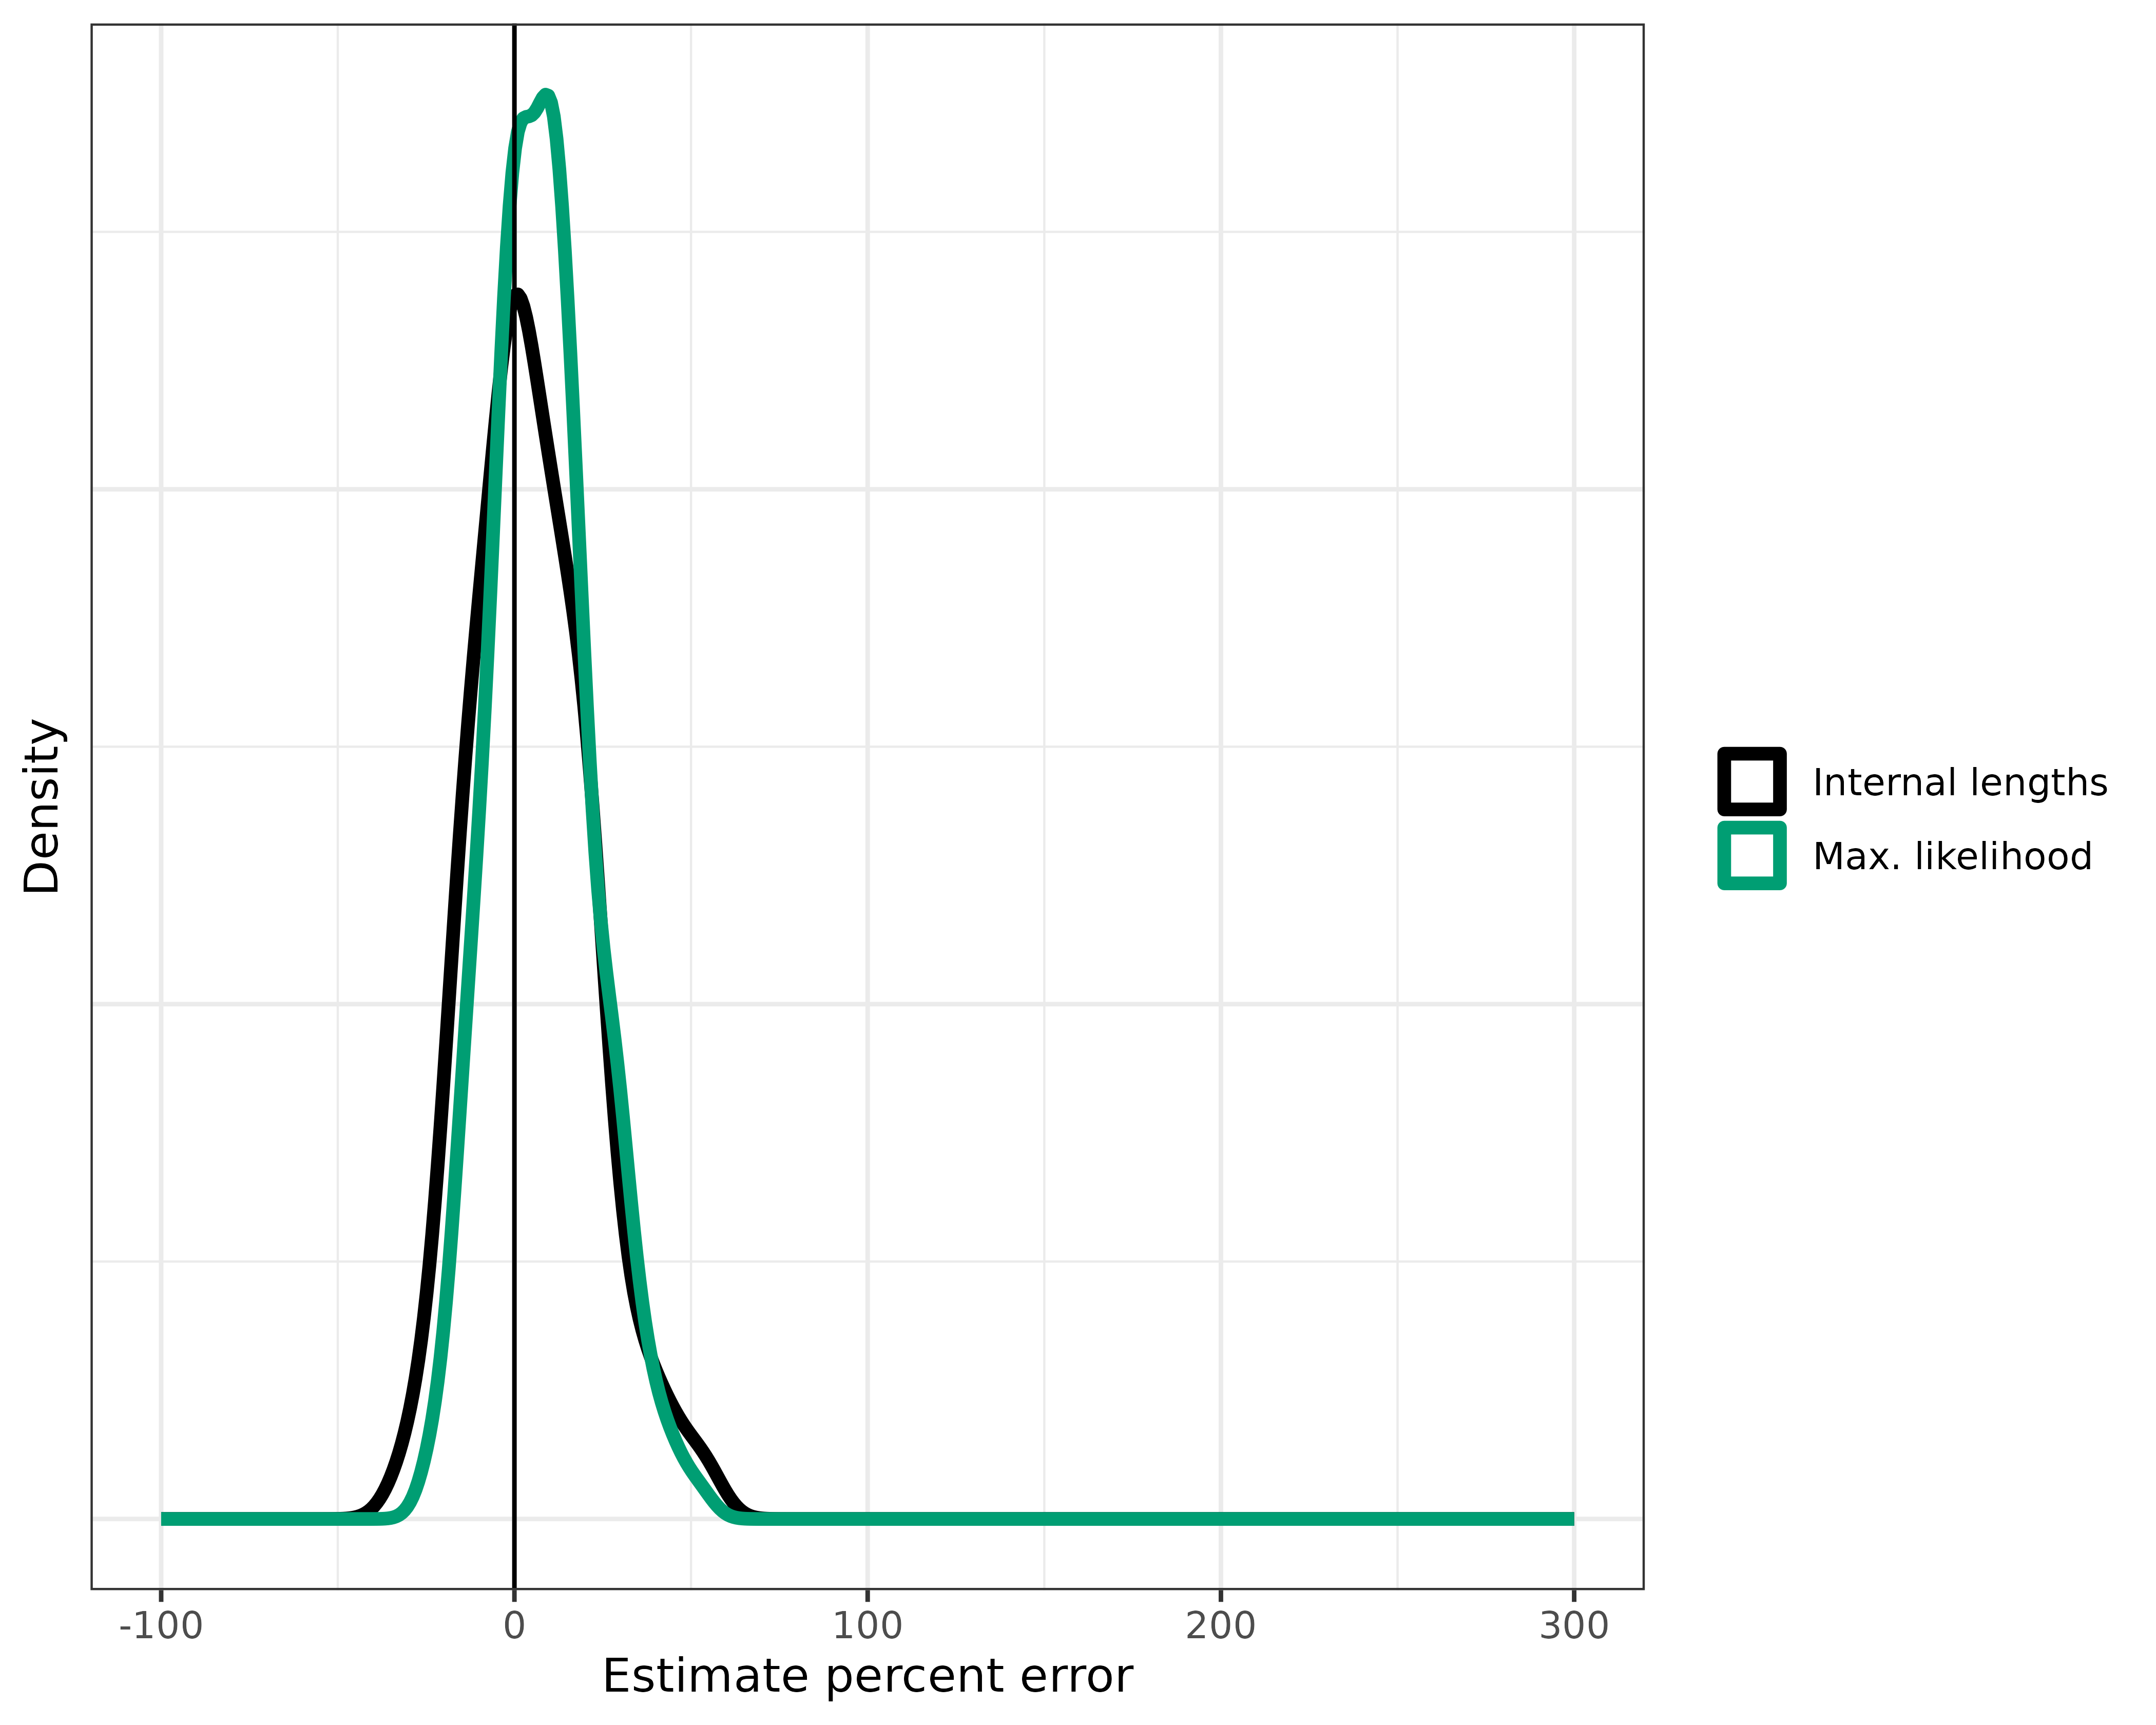 Density
Internal lengths
Max. likelihood
-100 0 100 200 300
Estimate percent error